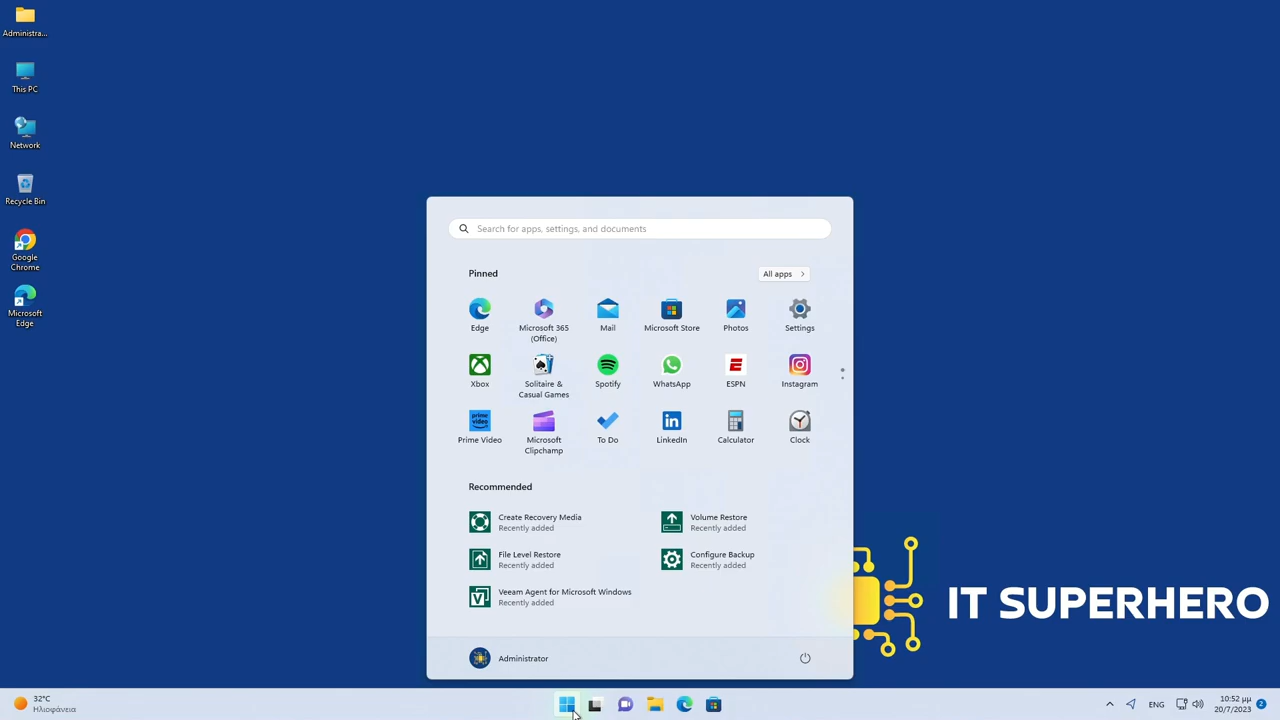 Administra...
This PC
Network
Recycle Bin
Google
Chrome
Microsoft
Edge
Search for apps, settings, and documents
Pinned
All apps
Edge
Microsoft 365
(Office)
Mail
Microsoft Store
Photos
Settings
Xbox
Solitaire &
Casual Games
Spotify
WhatsApp
ESPN
Instagram
prime
video
Prime Video
Microsoft
Clipchamp
To Do
LinkedIn
Calculator
Clock
Recommended
Create Recovery Media
Recently added
Volume Restore
Recently added
File Level Restore
Recently added
Configure Backup
Recently added
Veeam Agent for Microsoft Windows
Recently added
IT SUPERHERO
Administrator
32°C
Ηλιοφάνεια
ENG
10:52 μμ
20/7/2023
2